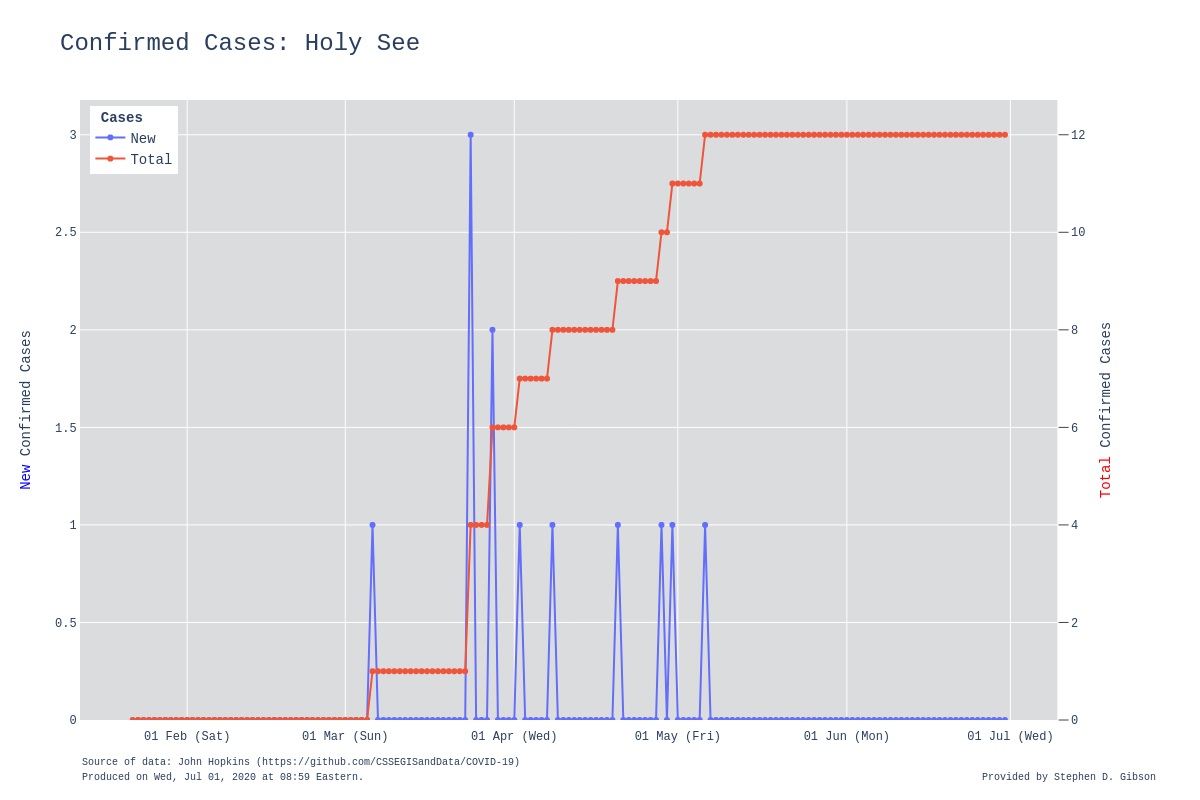 Confirmed Cases: Holy See
Cases
New
Total
3
2.5
2
1.5
1
0.5
0
12
10
8
6
4
2
0
New Confirmed Cases
Total Confirmed Cases
01 Feb (Sat)
01 Mar (Sun)
01 Apr (Wed)
01 May (Fri)
01 Jun (Mon)
01 Jul (Wed)
Source of data: John Hopkins (https://github.com/CSSEGISandData/COVID-19)
Produced on Wed, Jul 01, 2020 at 08:59 Eastern.
Provided by Stephen D. Gibson